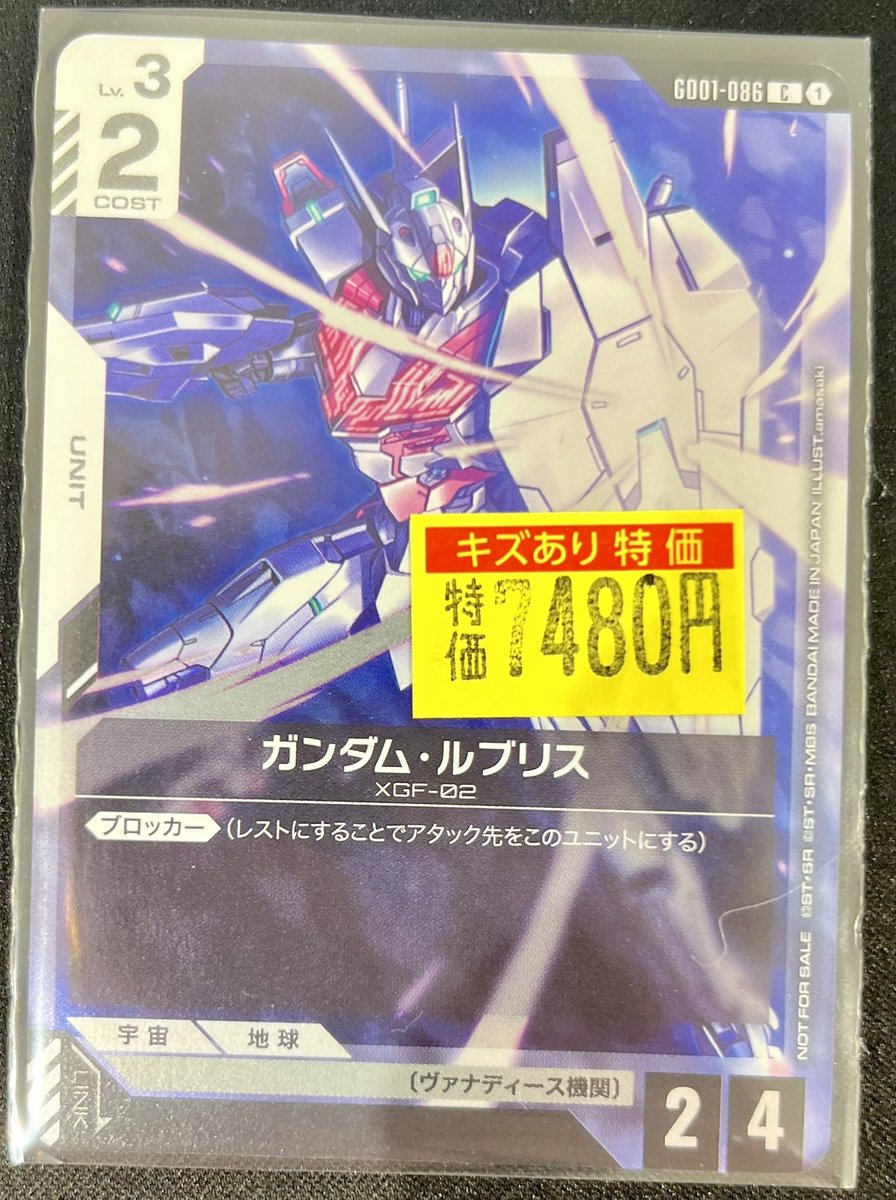 Lv. 3
GD01-086 C 1
2
COST
UNIT
キズあり 特価
特価 7480円
ガンダム・ルブリス
XGF-02
ブロッカー (レストにすることでアタック先をこのユニットにする)
宇宙 地球
LINK
〔ヴァナディース機関〕
2 4
NOT FOR SALE ©ST・SR ©ST・SR・MBS BANDAI MADE IN JAPAN ILLUST.amasaki